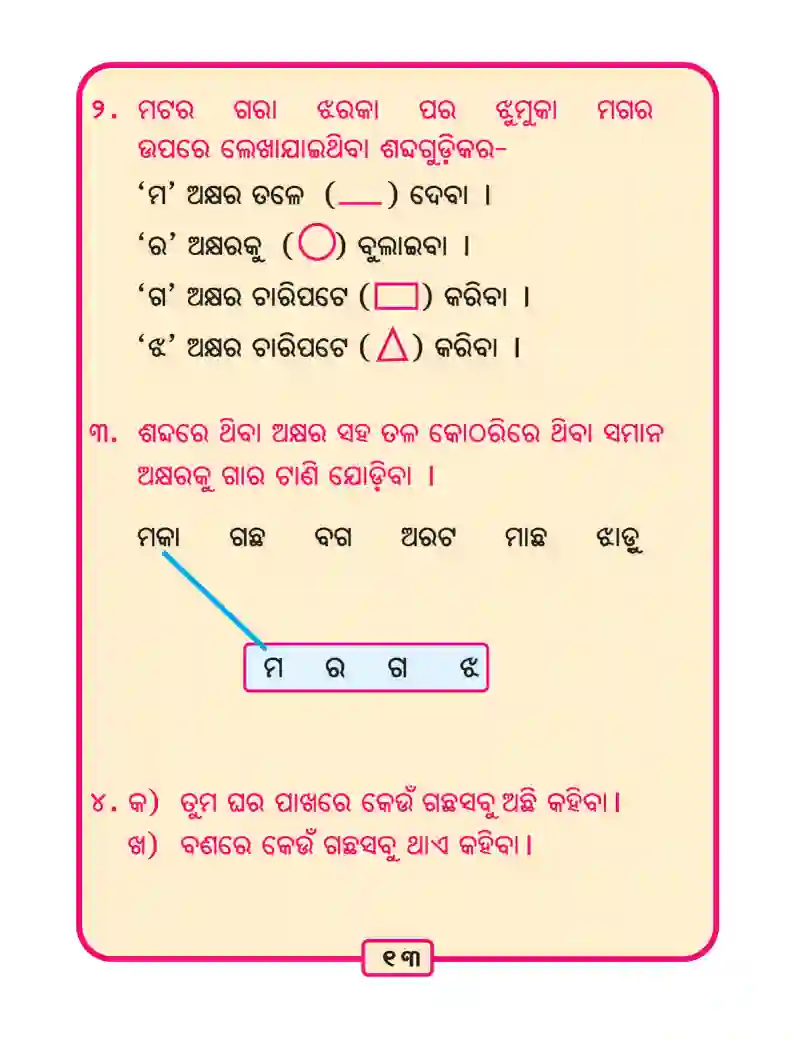 ୨. ମଟର ଗରା ଝରକା ଘର ଝୁମୁକା ମଗର
ଉପରେ ଲେଖାଯାଇଥିବା ଶବ୍ଦଗୁଡ଼ିକର-
‘ମ’ ଅକ୍ଷର ତଳେ (__) ଦେବା ।
‘ର’ ଅକ୍ଷରକୁ (○) ବୁଲାଇବା ।
‘ଗ’ ଅକ୍ଷର ଚାରିପଟେ (▭) କରିବା ।
‘ଝ’ ଅକ୍ଷର ଚାରିପଟେ (△) କରିବା ।
୩. ଶବ୍ଦରେ ଥିବା ଅକ୍ଷର ସହ ତଳ କୋଠରିରେ ଥିବା ସମାନ
ଅକ୍ଷରକୁ ଗାର ଟାଣି ଯୋଡ଼ିବା ।
ମକା ଗଛ ବଗ ଅରଟ ମାଛ ଝାଡୁ
ମ ର ଗ ଝ
୪. କ) ତୁମ ଘର ପାଖରେ କେଉଁ ଗଛସବୁ ଅଛି କହିବା।
ଖ) ବଣରେ କେଉଁ ଗଛସବୁ ଥାଏ କହିବା।
୧୩